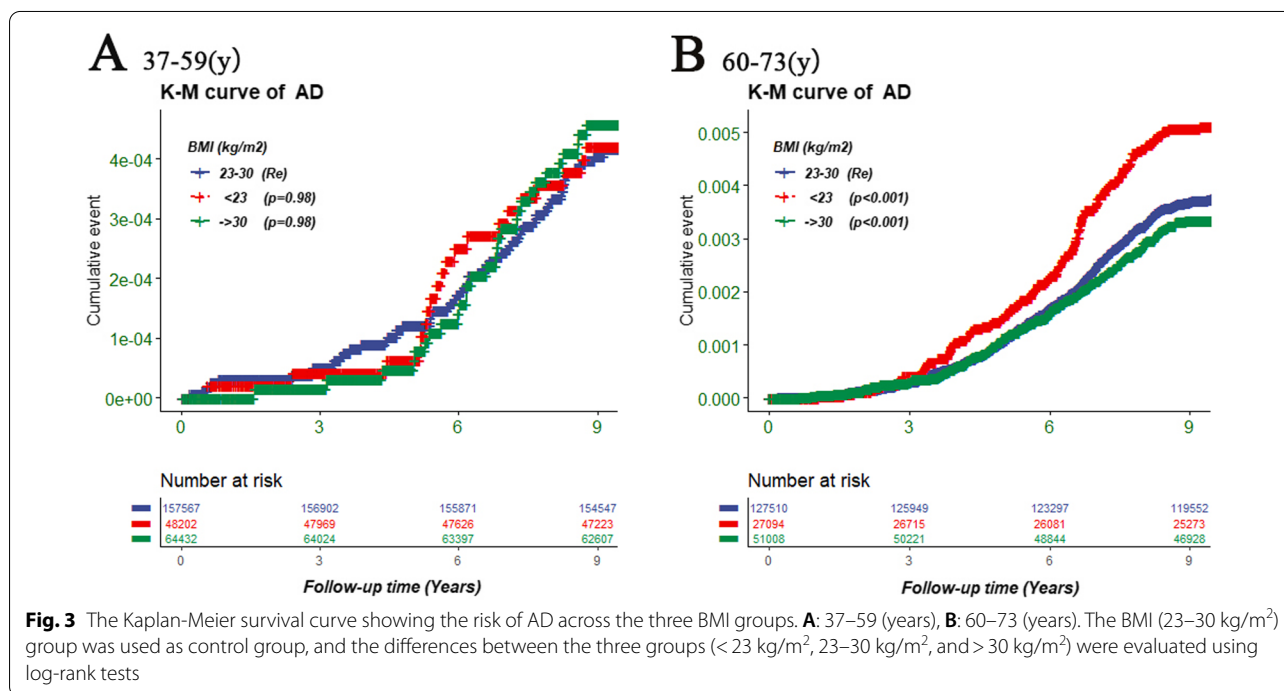 A 37-59(y)
K-M curve of AD
Cumulative event
4e-04
3e-04
2e-04
1e-04
0e+00
BMI (kg/m2)
23-30 (Re)
<23 (p=0.98)
->30 (p=0.98)
0 3 6 9
Number at risk
157567 156902 155871 154547
48202 47969 47626 47223
64432 64024 63397 62607
0 3 6 9
Follow-up time (Years)
B 60-73(y)
K-M curve of AD
Cumulative event
0.005
0.004
0.003
0.002
0.001
0.000
BMI (kg/m2)
23-30 (Re)
<23 (p<0.001)
->30 (p<0.001)
0 3 6 9
Number at risk
127510 125949 123297 119552
27094 26715 26081 25273
51008 50221 48844 46928
0 3 6 9
Follow-up time (Years)
Fig. 3 The Kaplan-Meier survival curve showing the risk of AD across the three BMI groups. A: 37–59 (years), B: 60–73 (years). The BMI (23–30 kg/m²)
group was used as control group, and the differences between the three groups (< 23 kg/m², 23–30 kg/m², and > 30 kg/m²) were evaluated using
log-rank tests